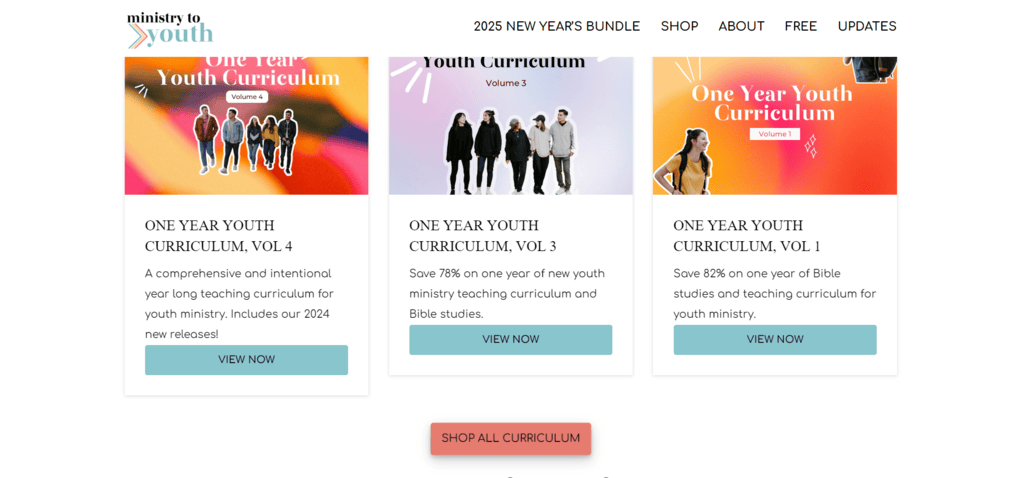 ministry to
youth
2025 NEW YEAR'S BUNDLE
SHOP
ABOUT
FREE
UPDATES
One Year
Youth Curriculum
Volume 4
Youth Curriculum
Volume 3
One Year Youth
Curriculum
Volume 1
ONE YEAR YOUTH
CURRICULUM, VOL 4
A comprehensive and intentional
year long teaching curriculum for
youth ministry. Includes our 2024
new releases!
VIEW NOW
ONE YEAR YOUTH
CURRICULUM, VOL 3
Save 78% on one year of new youth
ministry teaching curriculum and
Bible studies.
VIEW NOW
ONE YEAR YOUTH
CURRICULUM, VOL 1
Save 82% on one year of Bible
studies and teaching curriculum for
youth ministry.
VIEW NOW
SHOP ALL CURRICULUM